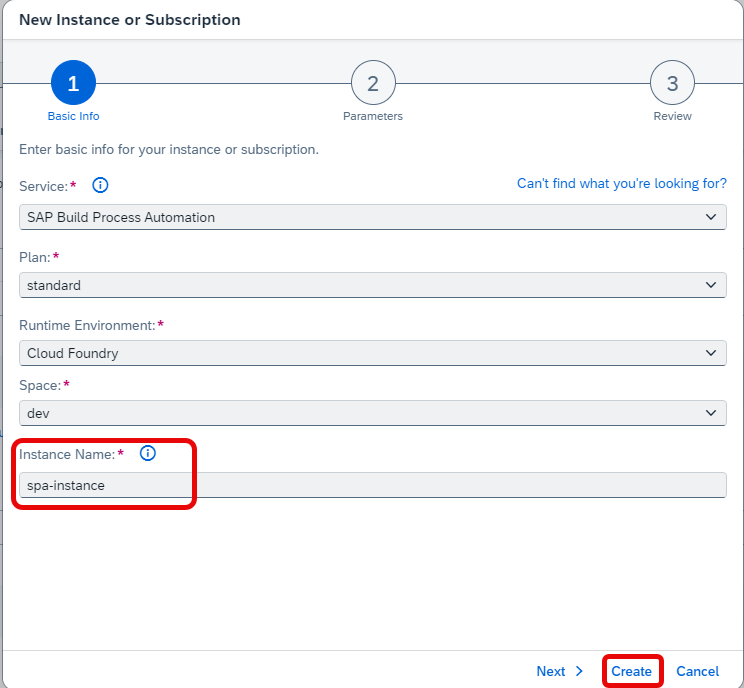 New Instance or Subscription
1
2
3
Basic Info
Parameters
Review
Enter basic info for your instance or subscription.
Service:*
Can't find what you're looking for?
SAP Build Process Automation
Plan:*
standard
Runtime Environment:*
Cloud Foundry
Space:*
dev
Instance Name:*
spa-instance
Next Create Cancel